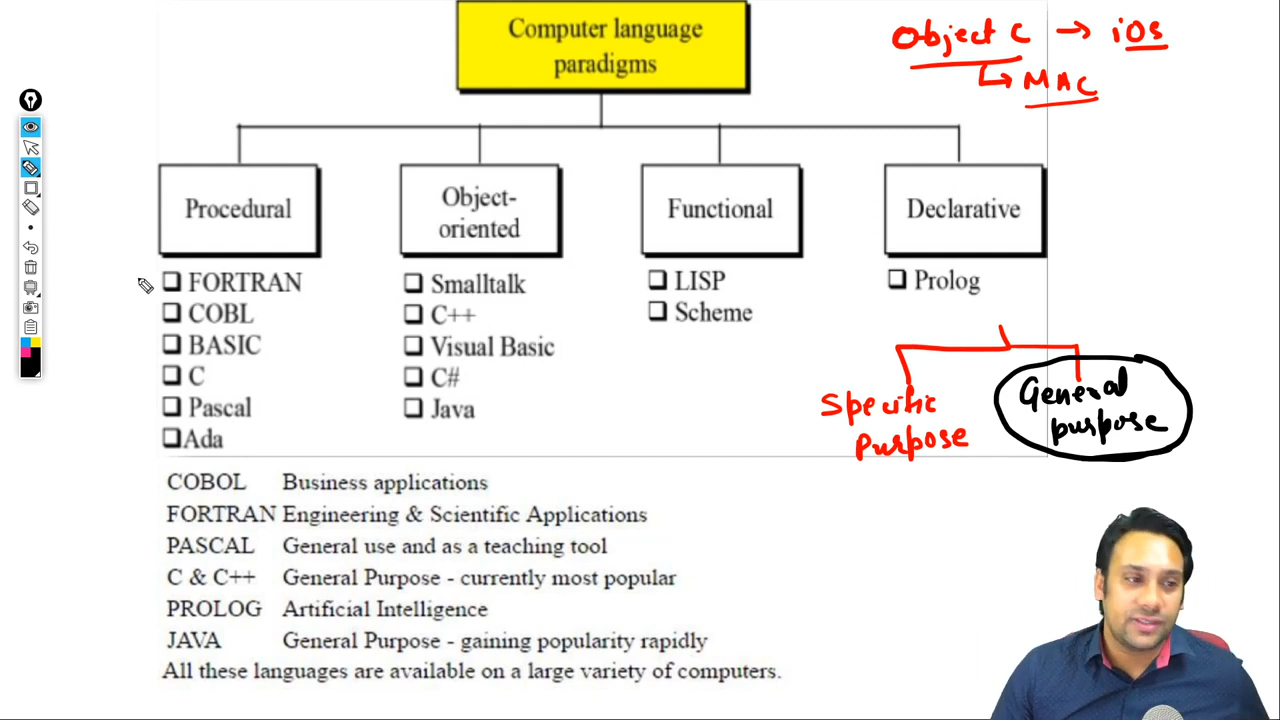 Computer language
paradigms
Object C → iOS
↳ MAC
Procedural
Object-
oriented
Functional
Declarative
❑ FORTRAN
❑ COBL
❑ BASIC
❑ C
❑ Pascal
❑Ada
❑ Smalltalk
❑ C++
❑ Visual Basic
❑ C#
❑ Java
❑ LISP
❑ Scheme
❑ Prolog
Specific
Purpose
General
purpose
COBOL Business applications
FORTRAN Engineering & Scientific Applications
PASCAL General use and as a teaching tool
C & C++ General Purpose - currently most popular
PROLOG Artificial Intelligence
JAVA General Purpose - gaining popularity rapidly
All these languages are available on a large variety of computers.